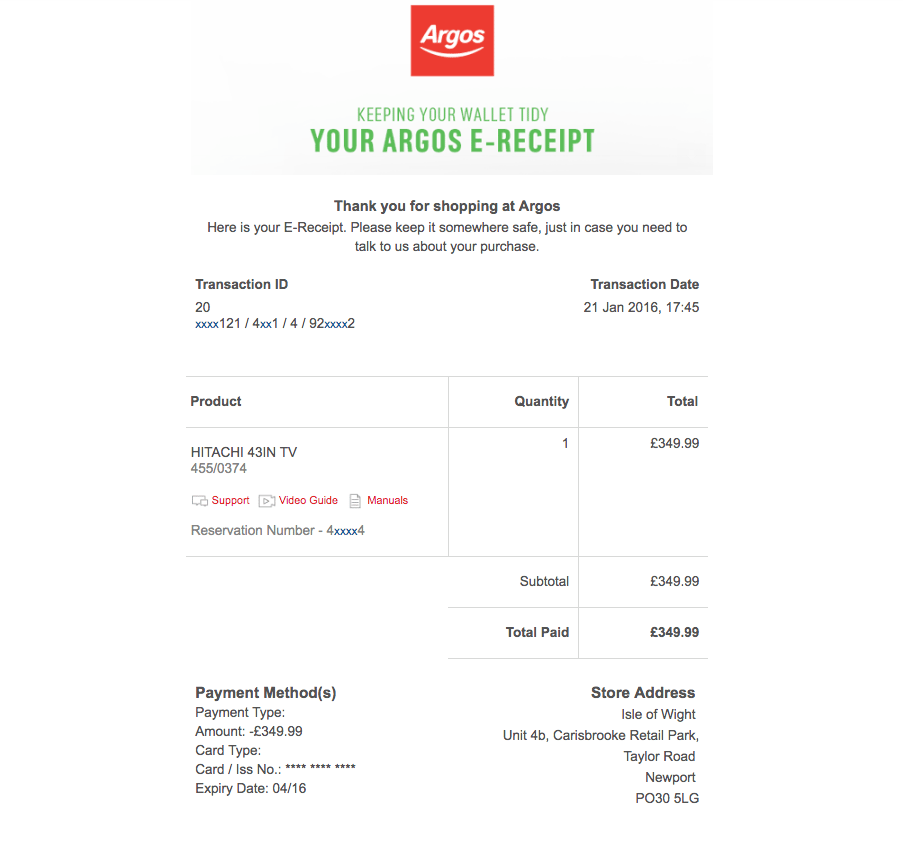 Argos
KEEPING YOUR WALLET TIDY
YOUR ARGOS E-RECEIPT
Thank you for shopping at Argos
Here is your E-Receipt. Please keep it somewhere safe, just in case you need to
talk to us about your purchase.
Transaction ID
20
xxxx121 / 4xx1 / 4 / 92xxxx2
Transaction Date
21 Jan 2016, 17:45
Product Quantity Total
HITACHI 43IN TV 1 £349.99
455/0374
Support Video Guide Manuals
Reservation Number - 4xxxx4
Subtotal £349.99
Total Paid £349.99
Payment Method(s)
Payment Type:
Amount: -£349.99
Card Type:
Card / Iss No.: **** **** ****
Expiry Date: 04/16
Store Address
Isle of Wight
Unit 4b, Carisbrooke Retail Park,
Taylor Road
Newport
PO30 5LG